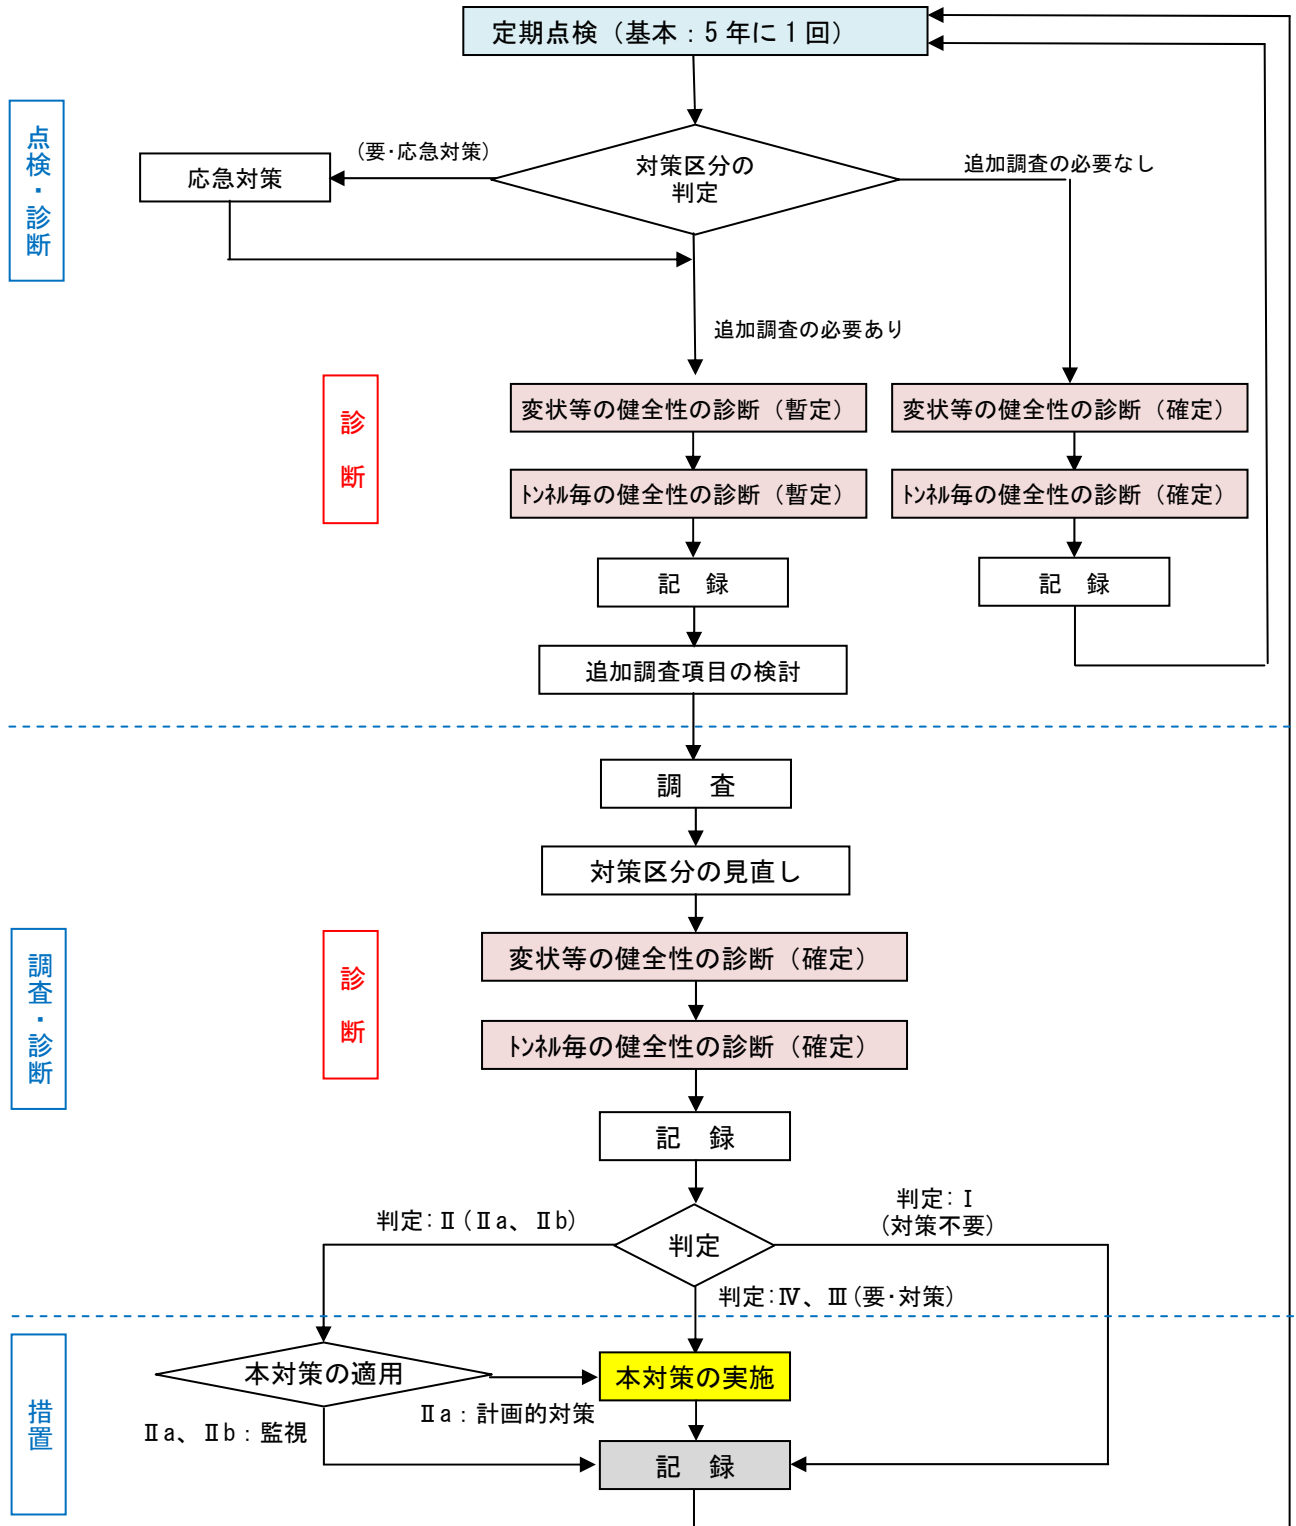 定期点検（基本：5年に1回）
点検・診断
(要･応急対策)
応急対策
対策区分の
判定
追加調査の必要なし
追加調査の必要あり
診断
変状等の健全性の診断（暫定）
変状等の健全性の診断（確定）
ﾄﾝﾈﾙ毎の健全性の診断（暫定）
ﾄﾝﾈﾙ毎の健全性の診断（確定）
記　録
記　録
追加調査項目の検討
調　査
対策区分の見直し
調査・診断
診断
変状等の健全性の診断（確定）
ﾄﾝﾈﾙ毎の健全性の診断（確定）
記　録
判定:Ⅱ(Ⅱa、Ⅱb)
判定
判定:Ⅰ
(対策不要)
判定:Ⅳ、Ⅲ(要･対策)
措置
本対策の適用
本対策の実施
Ⅱa：計画的対策
Ⅱa、Ⅱb：監視
記　録